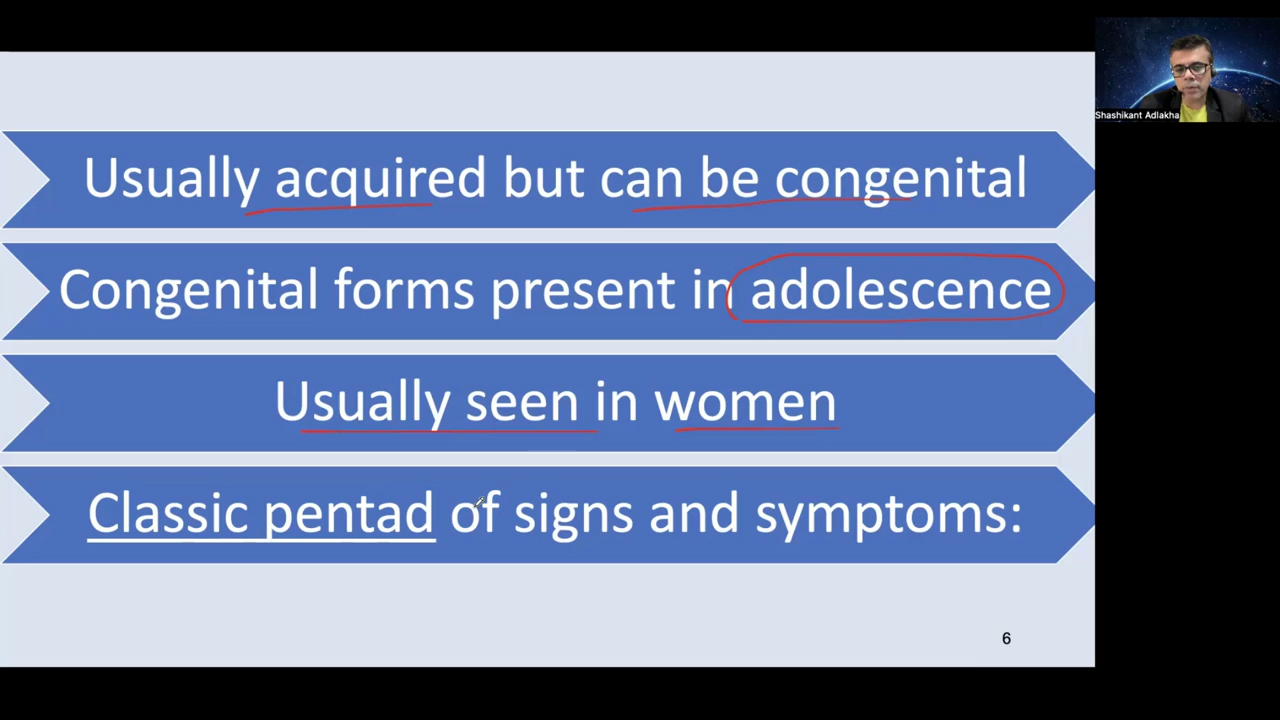 Shashikant Adlakha
Usually acquired but can be congenital
Congenital forms present in adolescence
Usually seen in women
Classic pentad of signs and symptoms:
6